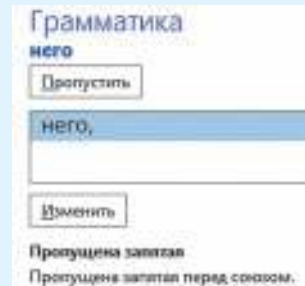 Грамматика
него
Пропустить
него,
Изменить
Пропущена запятая
Пропущена запятая перед союзом.